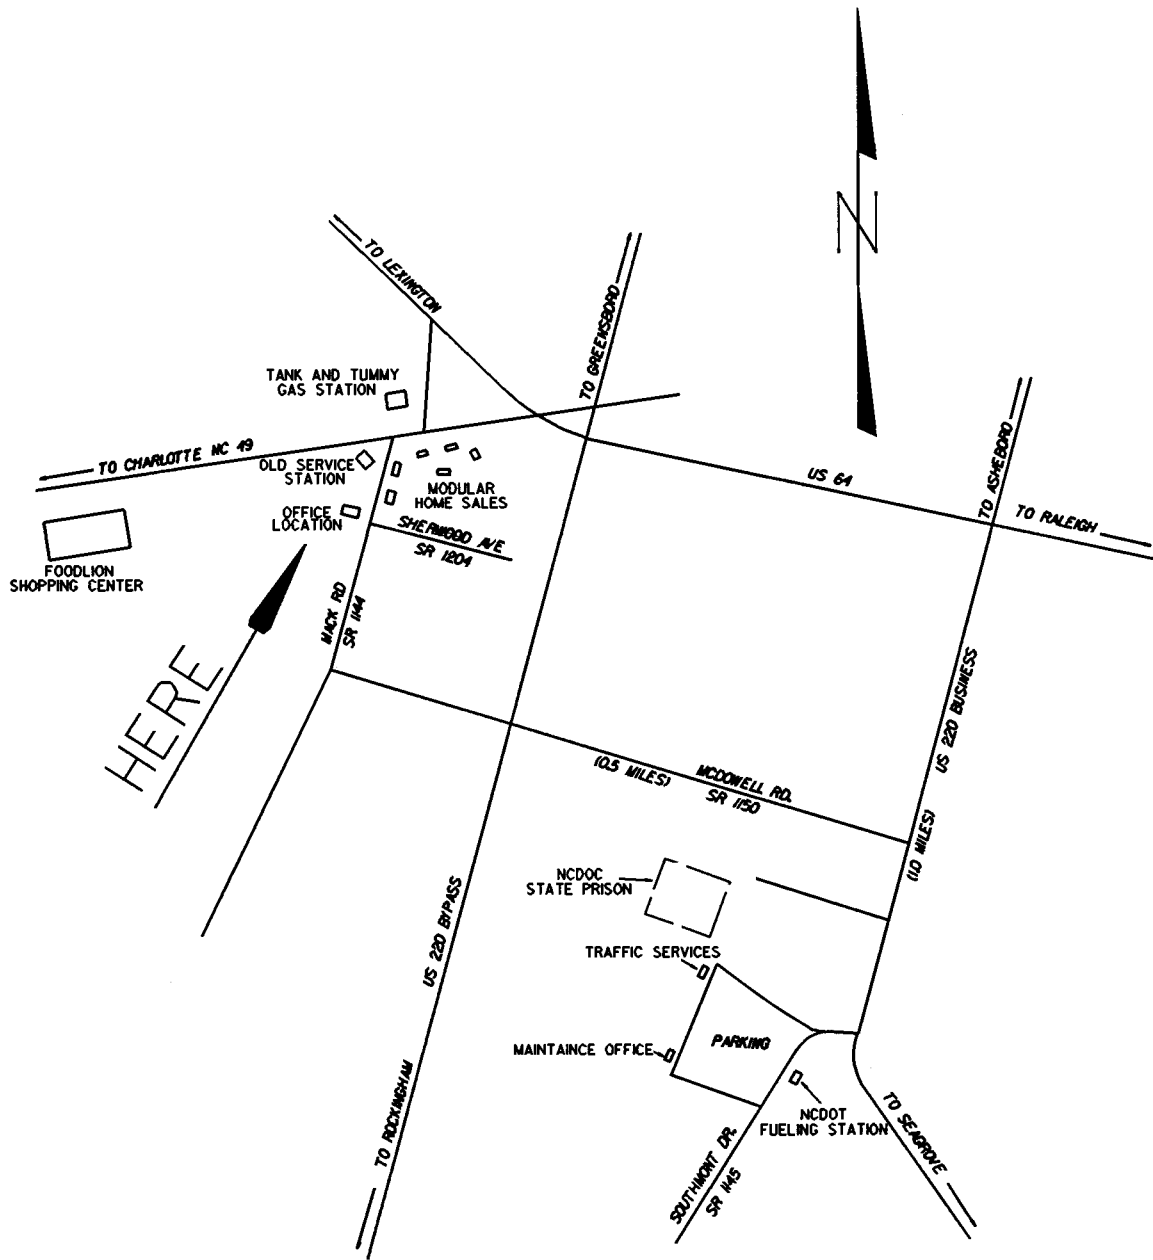 N
TO LEXINGTON
TO GREENSBORO
TANK AND TUMMY
GAS STATION
TO CHARLOTTE NC 49
OLD SERVICE
STATION
MODULAR
HOME SALES
OFFICE
LOCATION
SHERWOOD AVE
SR 1204
US 64
TO ASHEBORO
TO RALEIGH
FOODLION
SHOPPING CENTER
MACK RD
SR 1144
HERE
US 220 BUSINESS
(0.5 MILES)
MCDOWELL RD.
SR 1150
(1.0 MILES)
NCDOC
STATE PRISON
US 220 BYPASS
TRAFFIC SERVICES
PARKING
MAINTAINCE OFFICE
NCDOT
FUELING STATION
TO SEAGROVE
TO ROCKINGHAM
SOUTHMONT DR.
SR 1145